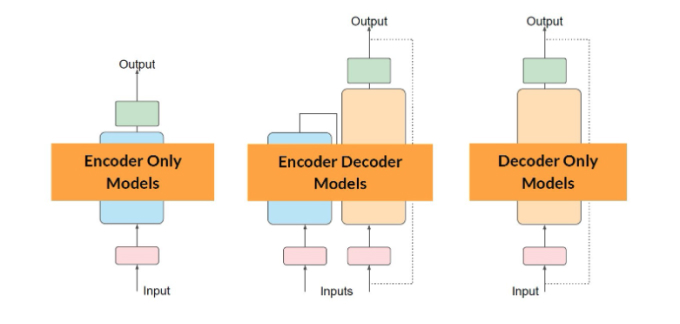 Output
Encoder Only
Models
Input
Output
Encoder Decoder
Models
Inputs
Output
Decoder Only
Models
Input